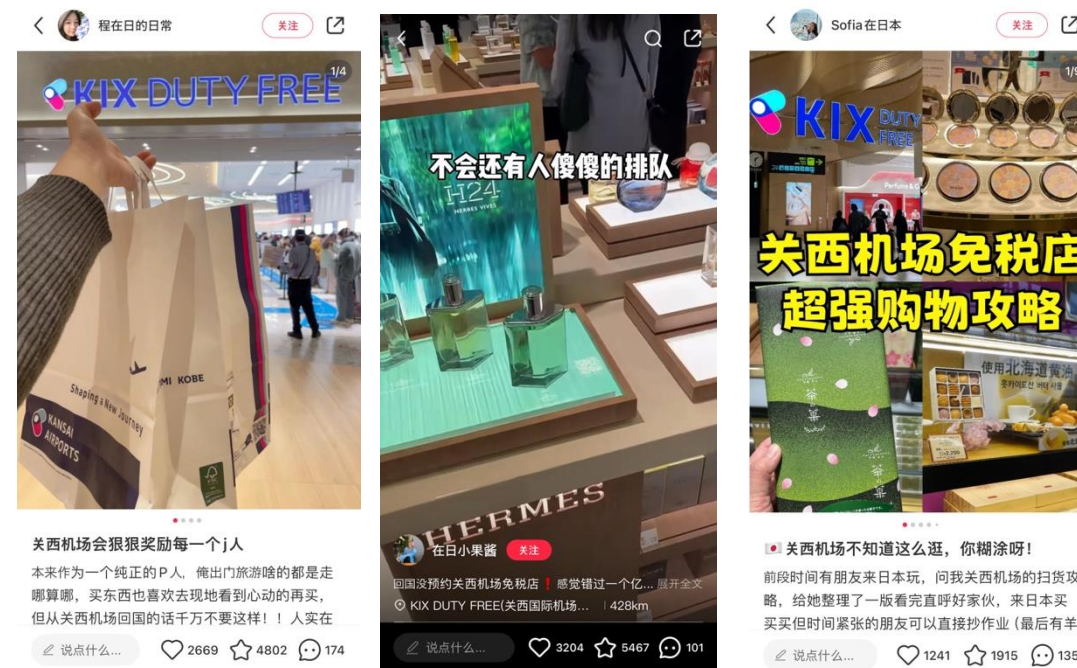 程在日的日常
关注
1/4
KIX DUTY FREE
MI KOBE
Shaping a New Journey
KANSAI
AIRPORTS
关西机场会狠狠奖励每一个j人
本来作为一个纯正的P人，俺出门旅游啥的都是走
哪算哪，买东西也喜欢去现地看到心动的再买，
但从关西机场回国的话千万不要这样！！人实在
说点什么...
2669
4802
174
不会还有人傻傻的排队
H24
HERMES VIVES
HERMES
在日小果酱
关注
回国没预约关西机场免税店❗感觉错过一个亿... 展开全文
KIX DUTY FREE(关西国际机场...
428km
说点什么...
3204
5467
101
Sofia在日本
关注
1/9
KIX DUTY
FREE
Perfume & C
关西机场免税店
超强购物攻略
使用北海道黄油
🇯🇵关西机场不知道这么逛，你糊涂呀！
前段时间有朋友来日本玩，问我关西机场的扫货攻
略，给她整理了一版看完直呼好家伙，来日本买
买买但时间紧张的朋友可以直接抄作业 (最后有羊
说点什么...
1241
1915
135